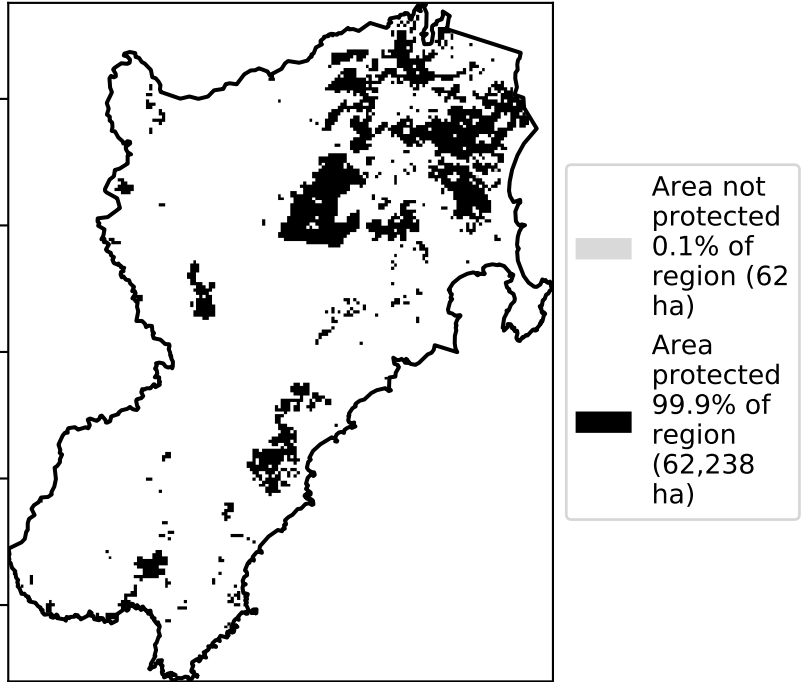 Area not
protected
0.1% of
region (62
ha)
Area
protected
99.9% of
region
(62,238
ha)